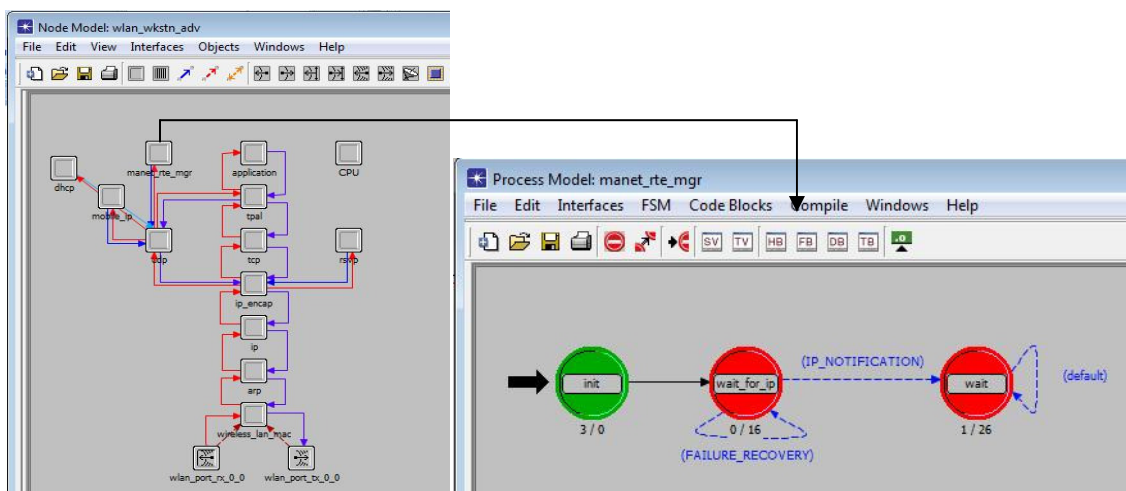 Node Model: wlan_wkstn_adv
File Edit View Interfaces Objects Windows Help
manet_rte_mgr
application
CPU
dhcp
mobile_ip
tpal
udp
tcp
rsvp
ip_encap
ip
arp
wireless_lan_mac
wlan_port_rx_0_0
wlan_port_tx_0_0
Process Model: manet_rte_mgr
File Edit Interfaces FSM Code Blocks Compile Windows Help
SV TV HB FB DB TB
init
wait_for_ip
(IP_NOTIFICATION)
wait
(default)
3 / 0
0 / 16
1 / 26
(FAILURE_RECOVERY)